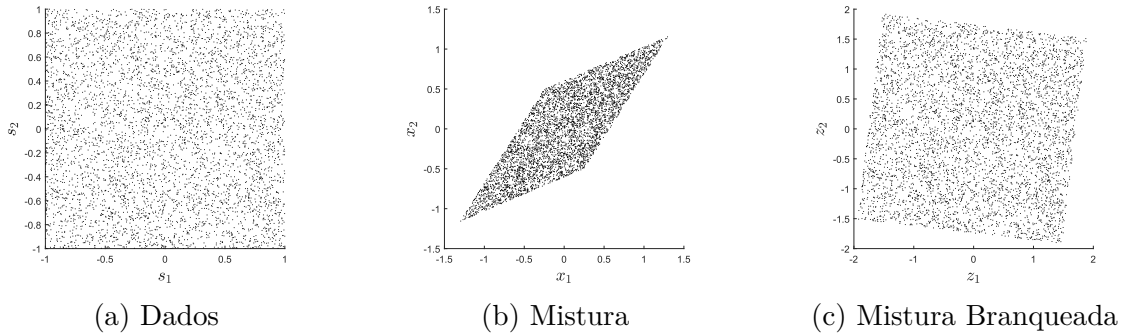 1
0.8
0.6
0.4
0.2
0
-0.2
-0.4
-0.6
-0.8
-1
s₂
-1 -0.5 0 0.5 1
s₁
(a) Dados
1.5
1
0.5
0
-0.5
-1
-1.5
x₂
-1.5 -1 -0.5 0 0.5 1 1.5
x₁
(b) Mistura
2
1.5
1
0.5
0
-0.5
-1
-1.5
-2
z₂
-2 -1 0 1 2
z₁
(c) Mistura Branqueada